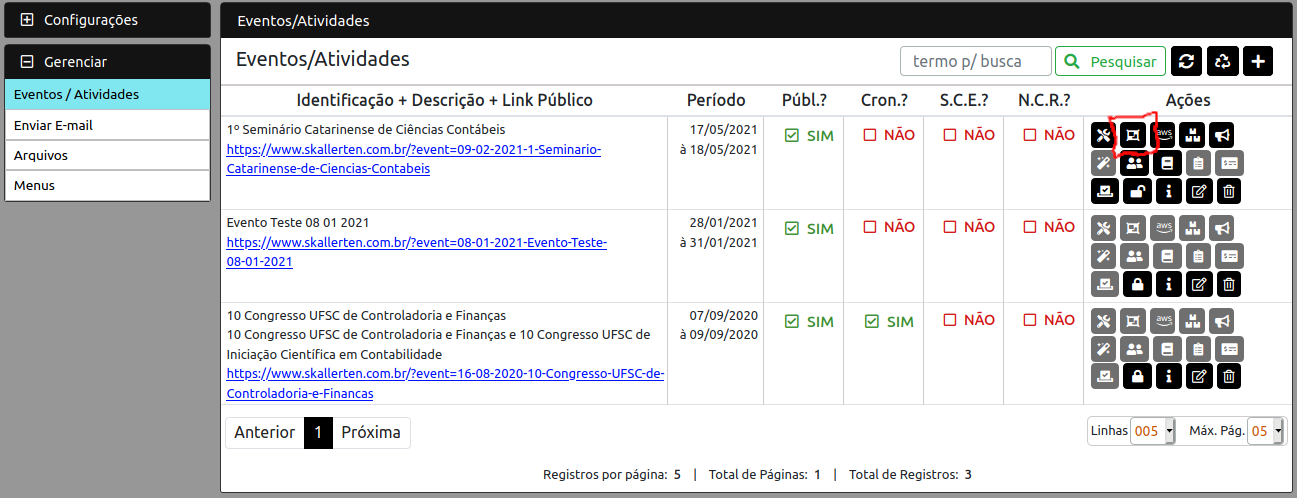 Configurações
Gerenciar
Eventos / Atividades
Enviar E-mail
Arquivos
Menus
Eventos/Atividades
Eventos/Atividades
termo p/ busca
Pesquisar
Identificação + Descrição + Link Público Período Públ.? Cron.? S.C.E.? N.C.R.? Ações
1º Seminário Catarinense de Ciências Contábeis
https://www.skallerten.com.br/?event=09-02-2021-1-Seminario-
Catarinense-de-Ciencias-Contabeis
17/05/2021
à 18/05/2021
SIM NÃO NÃO NÃO
aws
Evento Teste 08 01 2021
https://www.skallerten.com.br/?event=08-01-2021-Evento-Teste-
08-01-2021
28/01/2021
à 31/01/2021
SIM NÃO NÃO NÃO
aws
10 Congresso UFSC de Controladoria e Finanças
10 Congresso UFSC de Controladoria e Finanças e 10 Congresso UFSC de
Iniciação Científica em Contabilidade
https://www.skallerten.com.br/?event=16-08-2020-10-Congresso-UFSC-de-
Controladoria-e-Financas
07/09/2020
à 09/09/2020
SIM SIM NÃO NÃO
aws
Anterior 1 Próxima
Linhas 005 Máx. Pág. 05
Registros por página: 5 | Total de Páginas: 1 | Total de Registros: 3